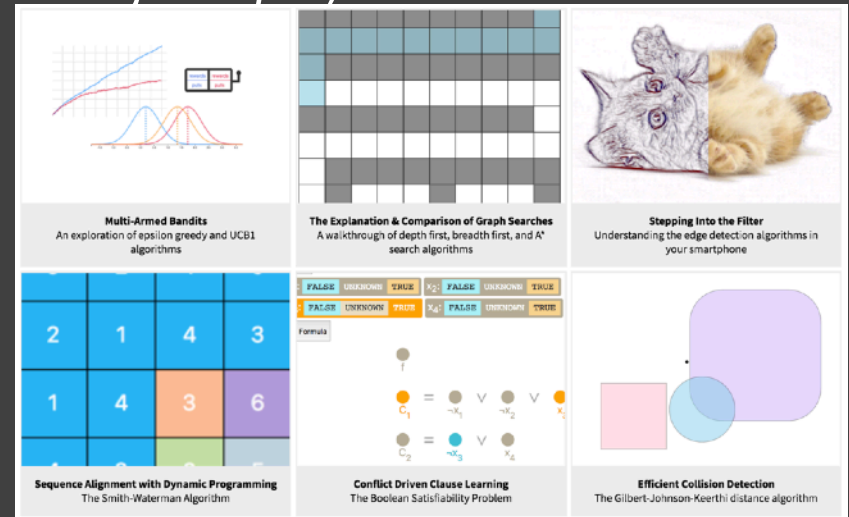 Multi-Armed Bandits
An exploration of epsilon greedy and UCB1
algorithms
The Explanation & Comparison of Graph Searches
A walkthrough of depth first, breadth first, and A*
search algorithms
Stepping Into the Filter
Understanding the edge detection algorithms in
your smartphone
2 1 4 3
1 4 3 6
: FALSE UNKNOWN TRUE x2: FALSE UNKNOWN TRUE
: FALSE UNKNOWN TRUE x4: FALSE UNKNOWN TRUE
Formula
f
= ∨ ∨
C1 ¬x1 ¬x2
= ∨
C2 ¬x3 x4
Sequence Alignment with Dynamic Programming
The Smith-Waterman Algorithm
Conflict Driven Clause Learning
The Boolean Satisfiability Problem
Efficient Collision Detection
The Gilbert-Johnson-Keerthi distance algorithm